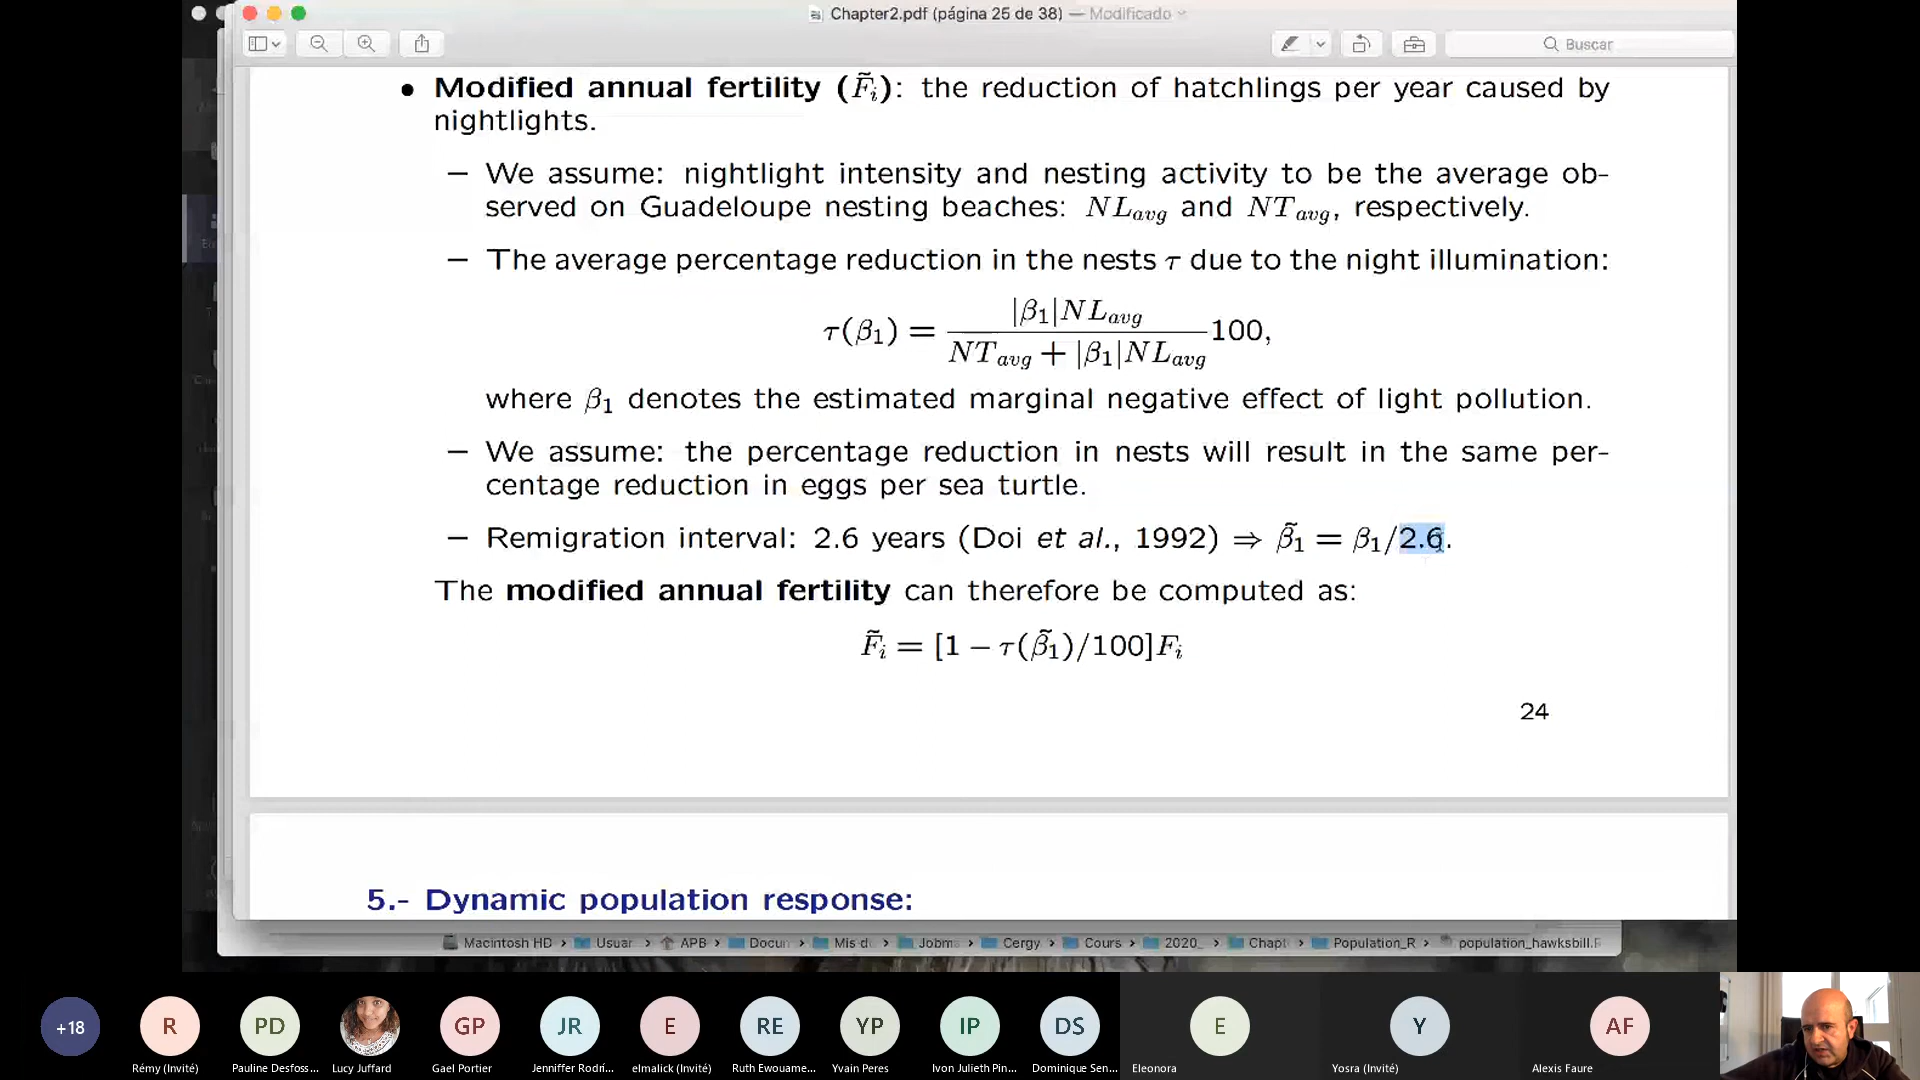 Chapter2.pdf (página 25 de 38) — Modificado
Buscar
• Modified annual fertility (F̃ᵢ): the reduction of hatchlings per year caused by
nightlights.
– We assume: nightlight intensity and nesting activity to be the average ob-
served on Guadeloupe nesting beaches: NL_avg and NT_avg, respectively.
– The average percentage reduction in the nests τ due to the night illumination:
τ(β₁) = |β₁|NL_avg / (NT_avg + |β₁|NL_avg) 100,
where β₁ denotes the estimated marginal negative effect of light pollution.
– We assume: the percentage reduction in nests will result in the same per-
centage reduction in eggs per sea turtle.
– Remigration interval: 2.6 years (Doi et al., 1992) ⇒ β̃₁ = β₁/2.6.
The modified annual fertility can therefore be computed as:
F̃ᵢ = [1 − τ(β̃₁)/100]Fᵢ
24
5.- Dynamic population response:
Macintosh HD › Usuar › APB › Docun › Mis d › Jobm › Cergy › Cours › 2020_ › Chapt › Population_R › population_hawksbill.R
+18 R PD GP JR E RE YP IP DS E Y AF
Rémy (Invité) Pauline Desfoss... Lucy Juffard Gael Portier Jenniffer Rodrí... elmalick (Invité) Ruth Ewouame... Yvain Peres Ivon Julieth Pin... Dominique Sen... Eleonora Yosra (Invité) Alexis Faure